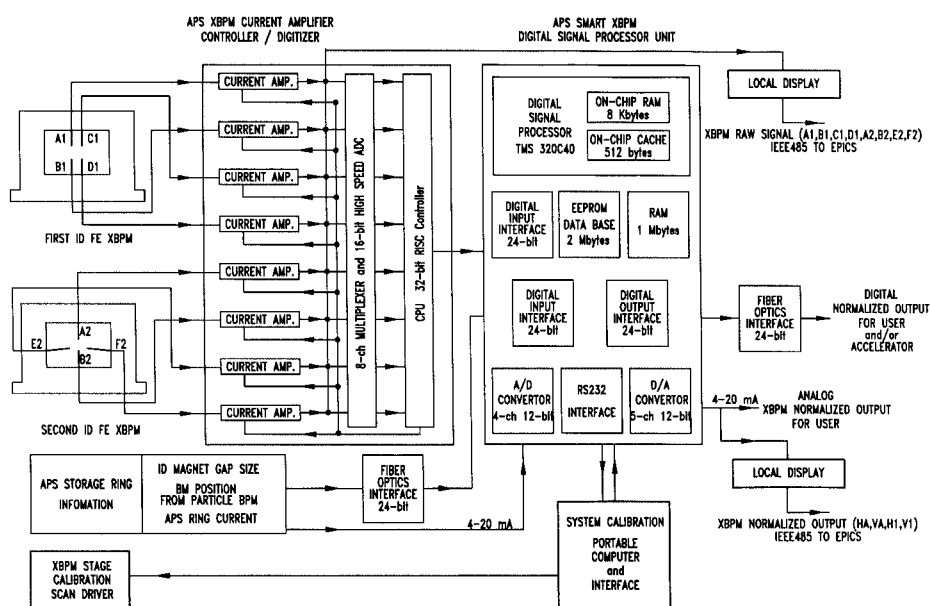 APS XBPM CURRENT AMPLIFIER
CONTROLLER / DIGITIZER
APS SMART XBPM
DIGITAL SIGNAL PROCESSOR UNIT
CURRENT AMP.
CURRENT AMP.
CURRENT AMP.
CURRENT AMP.
CURRENT AMP.
CURRENT AMP.
CURRENT AMP.
CURRENT AMP.
8-ch MULTIPLEXER and 16-bit HIGH SPEED ADC
CPU 32-bit RISC Controller
A1 C1
B1 D1
FIRST ID FE XBPM
A2
E2 F2
B2
SECOND ID FE XBPM
DIGITAL
SIGNAL
PROCESSOR
TMS 320C40
ON-CHIP RAM
8 Kbytes
ON-CHIP CACHE
512 bytes
DIGITAL
INPUT
INTERFACE
24-bit
EEPROM
DATA BASE
2 Mbytes
RAM
1 Mbytes
DIGITAL
INPUT
INTERFACE
24-bit
DIGITAL
OUTPUT
INTERFACE
24-bit
A/D
CONVERTOR
4-ch 12-bit
RS232
INTERFACE
D/A
CONVERTOR
5-ch 12-bit
LOCAL DISPLAY
XBPM RAW SIGNAL (A1,B1,C1,D1,A2,B2,E2,F2)
IEEE485 TO EPICS
FIBER
OPTICS
INTERFACE
24-bit
DIGITAL
NORMALIZED OUTPUT
FOR USER
and/or
ACCELERATOR
4-20 mA
ANALOG
XBPM NORMALIZED OUTPUT
FOR USER
LOCAL DISPLAY
XBPM NORMALIZED OUTPUT (HA,VA,H1,V1)
IEEE485 TO EPICS
APS STORAGE RING
INFOMATION
ID MAGNET GAP SIZE
BM POSITION
FROM PARTICLE BPM
APS RING CURRENT
FIBER
OPTICS
INTERFACE
24-bit
4-20 mA
SYSTEM CALIBRATION
PORTABLE
COMPUTER
and
INTERFACE
XBPM STAGE
CALIBRATION
SCAN DRIVER